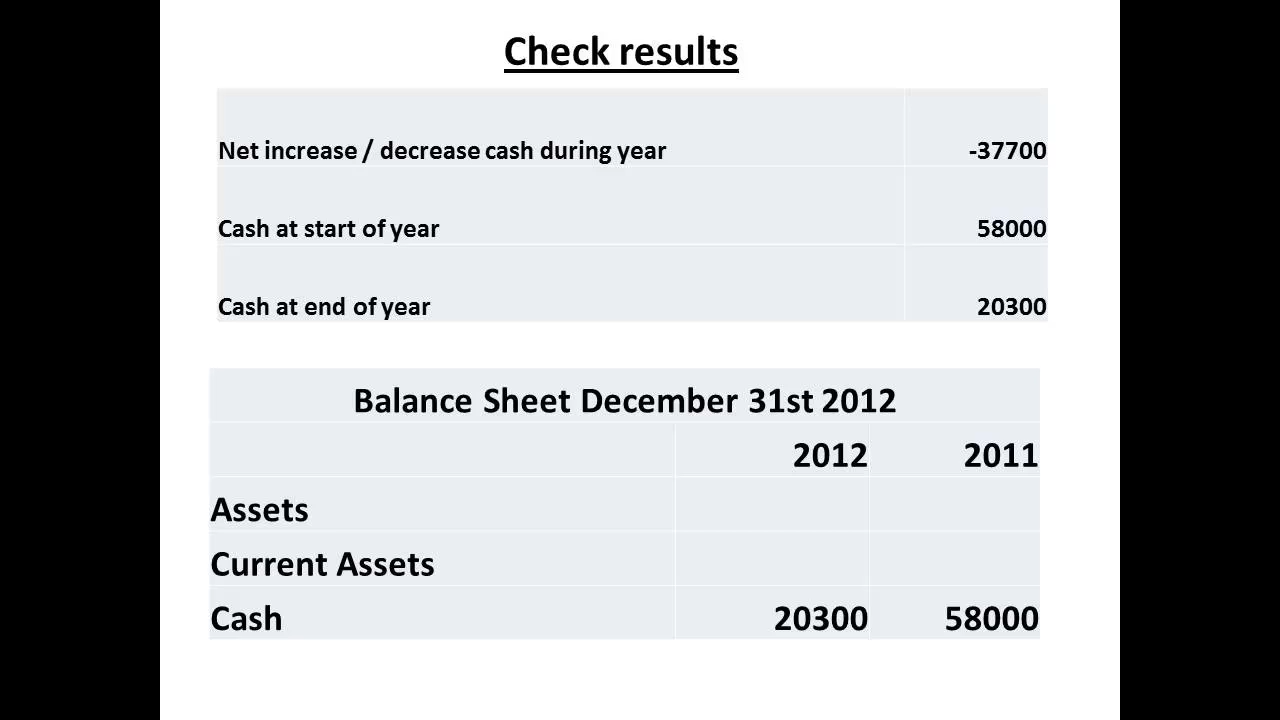 Check results
Net increase / decrease cash during year -37700
Cash at start of year 58000
Cash at end of year 20300
Balance Sheet December 31st 2012
2012 2011
Assets
Current Assets
Cash 20300 58000